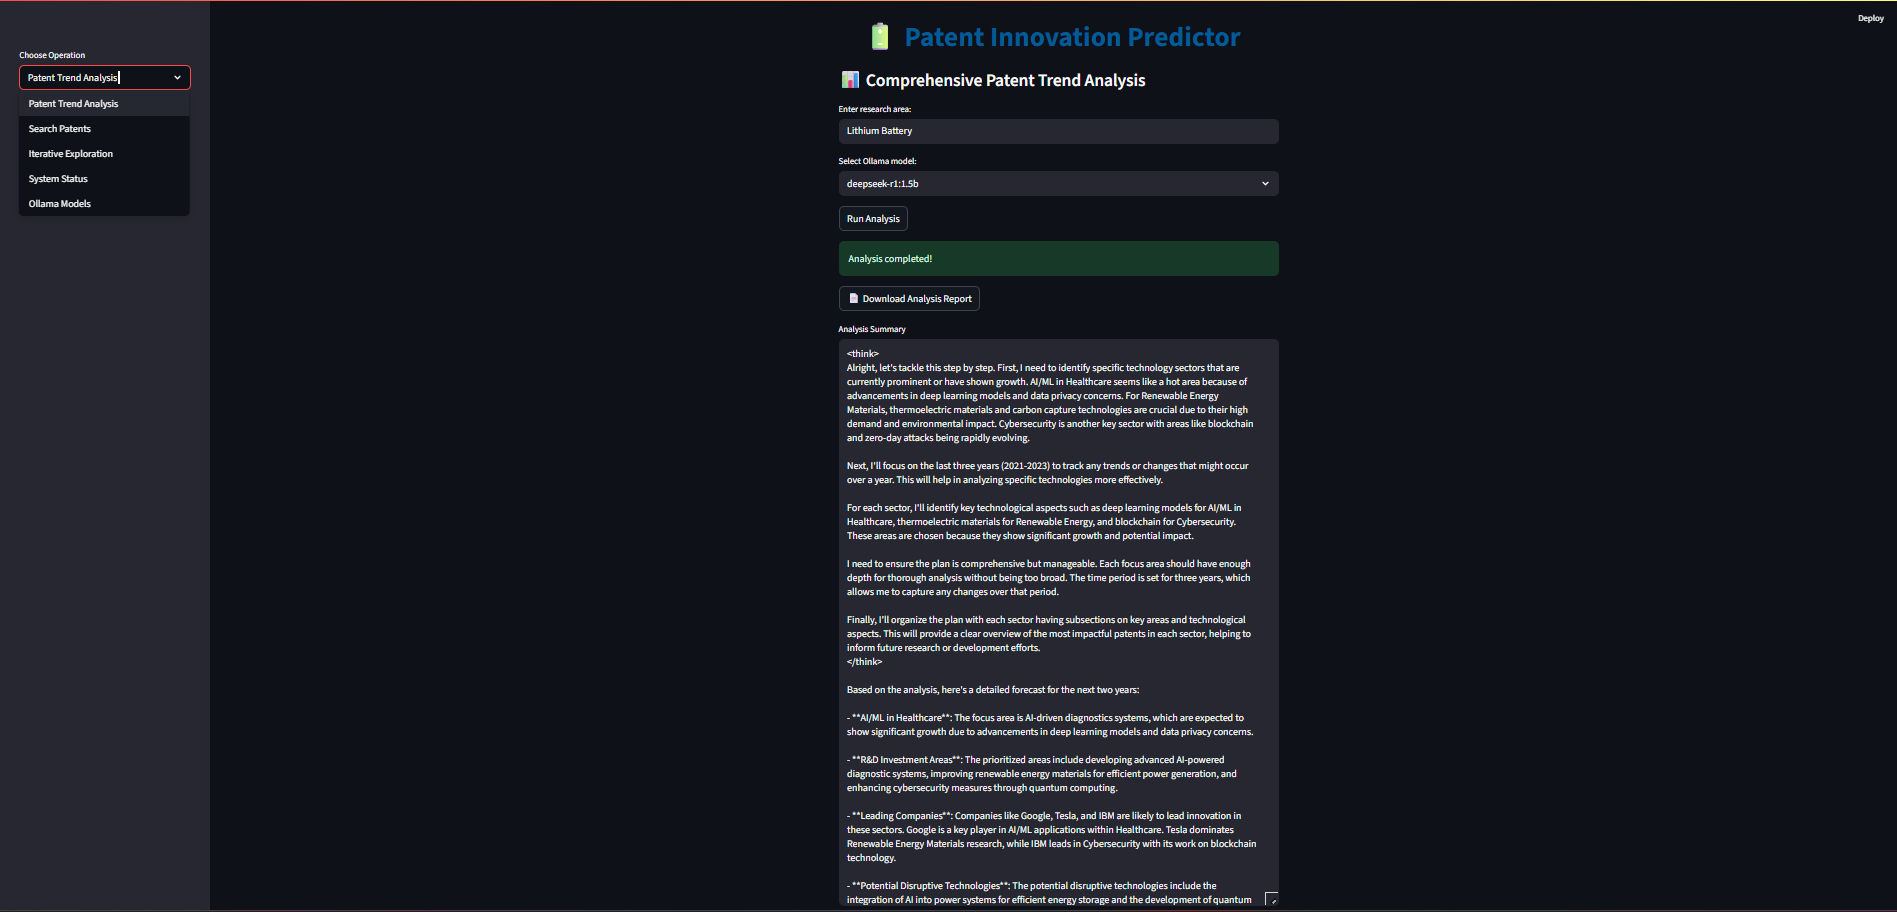 Deploy
Choose Operation
Patent Trend Analysis
Patent Trend Analysis
Search Patents
Iterative Exploration
System Status
Ollama Models
Patent Innovation Predictor
Comprehensive Patent Trend Analysis
Enter research area:
Lithium Battery
Select Ollama model:
deepseek-r1:1.5b
Run Analysis
Analysis completed!
Download Analysis Report
Analysis Summary
<think>
Alright, let's tackle this step by step. First, I need to identify specific technology sectors that are
currently prominent or have shown growth. AI/ML in Healthcare seems like a hot area because of
advancements in deep learning models and data privacy concerns. For Renewable Energy
Materials, thermoelectric materials and carbon capture technologies are crucial due to their high
demand and environmental impact. Cybersecurity is another key sector with areas like blockchain
and zero-day attacks being rapidly evolving.
Next, I'll focus on the last three years (2021-2023) to track any trends or changes that might occur
over a year. This will help in analyzing specific technologies more effectively.
For each sector, I'll identify key technological aspects such as deep learning models for AI/ML in
Healthcare, thermoelectric materials for Renewable Energy, and blockchain for Cybersecurity.
These areas are chosen because they show significant growth and potential impact.
I need to ensure the plan is comprehensive but manageable. Each focus area should have enough
depth for thorough analysis without being too broad. The time period is set for three years, which
allows me to capture any changes over that period.
Finally, I'll organize the plan with each sector having subsections on key areas and technological
aspects. This will provide a clear overview of the most impactful patents in each sector, helping to
inform future research or development efforts.
</think>
Based on the analysis, here's a detailed forecast for the next two years:
- **AI/ML in Healthcare**: The focus area is AI-driven diagnostics systems, which are expected to
show significant growth due to advancements in deep learning models and data privacy concerns.
- **R&D Investment Areas**: The prioritized areas include developing advanced AI-powered
diagnostic systems, improving renewable energy materials for efficient power generation, and
enhancing cybersecurity measures through quantum computing.
- **Leading Companies**: Companies like Google, Tesla, and IBM are likely to lead innovation in
these sectors. Google is a key player in AI/ML applications within Healthcare. Tesla dominates
Renewable Energy Materials research, while IBM leads in Cybersecurity with its work on blockchain
technology.
- **Potential Disruptive Technologies**: The potential disruptive technologies include the
integration of AI into power systems for efficient energy storage and the development of quantum